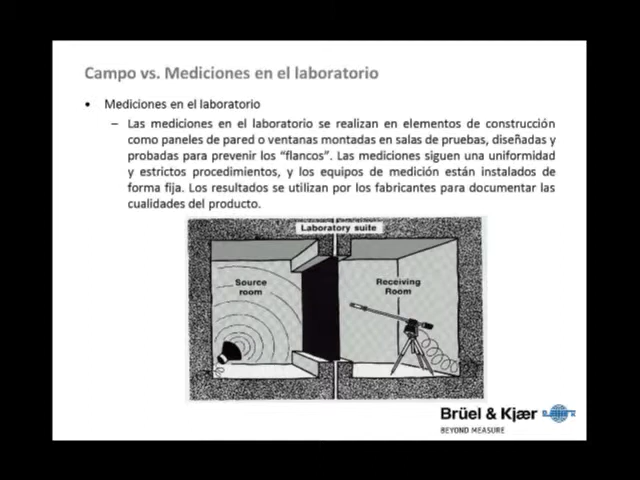 Campo vs. Mediciones en el laboratorio
• Mediciones en el laboratorio
– Las mediciones en el laboratorio se realizan en elementos de construcción
como paneles de pared o ventanas montadas en salas de pruebas, diseñadas y
probadas para prevenir los “flancos”. Las mediciones siguen una uniformidad
y estrictos procedimientos, y los equipos de medición están instalados de
forma fija. Los resultados se utilizan por los fabricantes para documentar las
cualidades del producto.
Laboratory suite
Source
room
Receiving
Room
Brüel & Kjær
BEYOND MEASURE